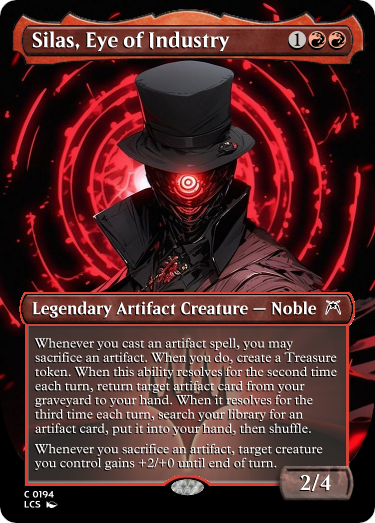 Silas, Eye of Industry 1
Legendary Artifact Creature — Noble
Whenever you cast an artifact spell, you may
sacrifice an artifact. When you do, create a Treasure
token. When this ability resolves for the second time
each turn, return target artifact card from your
graveyard to your hand. When it resolves for the
third time each turn, search your library for an
artifact card, put it into your hand, then shuffle.
Whenever you sacrifice an artifact, target creature
you control gains +2/+0 until end of turn.
2/4
C 0194
LCS